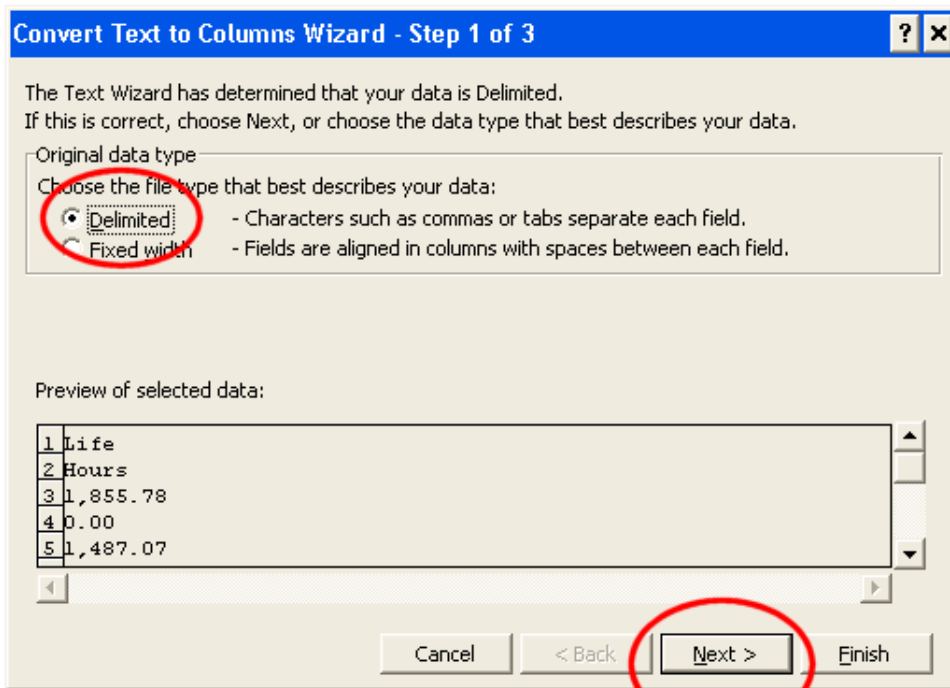 Convert Text to Columns Wizard - Step 1 of 3 ? ×
The Text Wizard has determined that your data is Delimited.
If this is correct, choose Next, or choose the data type that best describes your data.
Original data type
Choose the file type that best describes your data:
Delimited - Characters such as commas or tabs separate each field.
Fixed width - Fields are aligned in columns with spaces between each field.
Preview of selected data:
1 Life
2 Hours
3 1,855.78
4 0.00
5 1,487.07
Cancel < Back Next > Finish